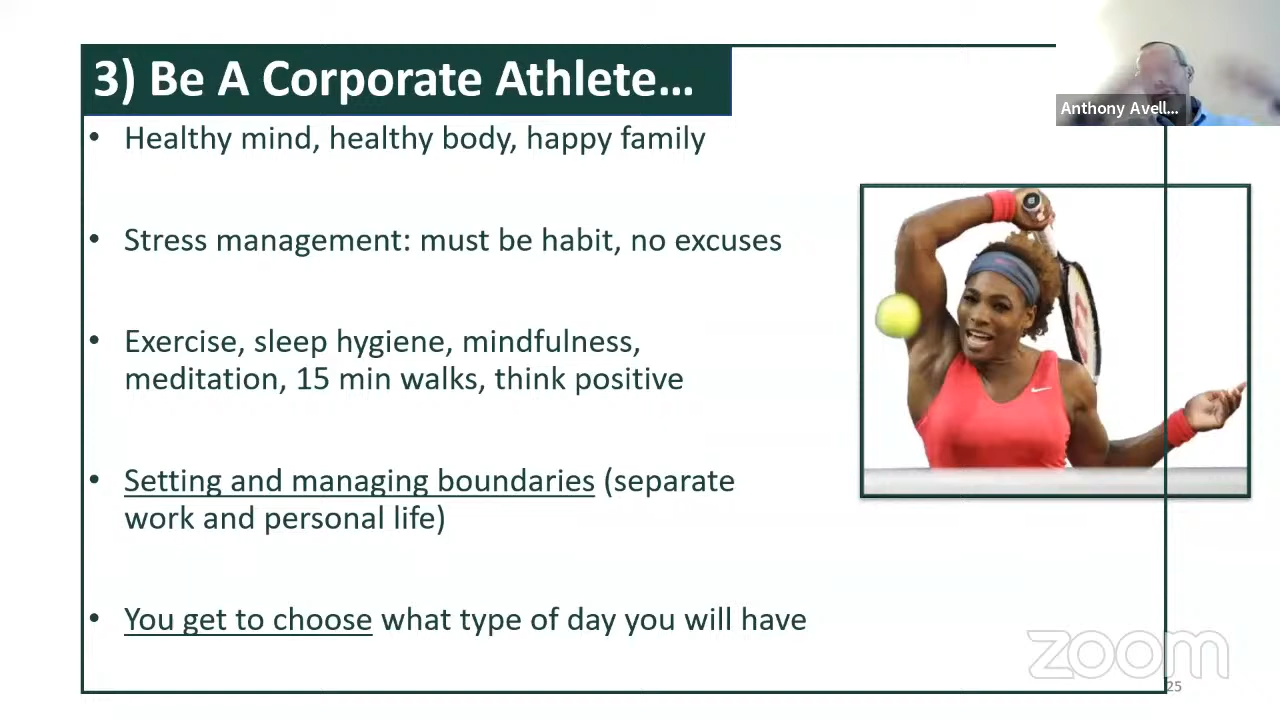 3) Be A Corporate Athlete...
Anthony Avell...
• Healthy mind, healthy body, happy family
• Stress management: must be habit, no excuses
• Exercise, sleep hygiene, mindfulness,
meditation, 15 min walks, think positive
• Setting and managing boundaries (separate
work and personal life)
• You get to choose what type of day you will have
zoom
25